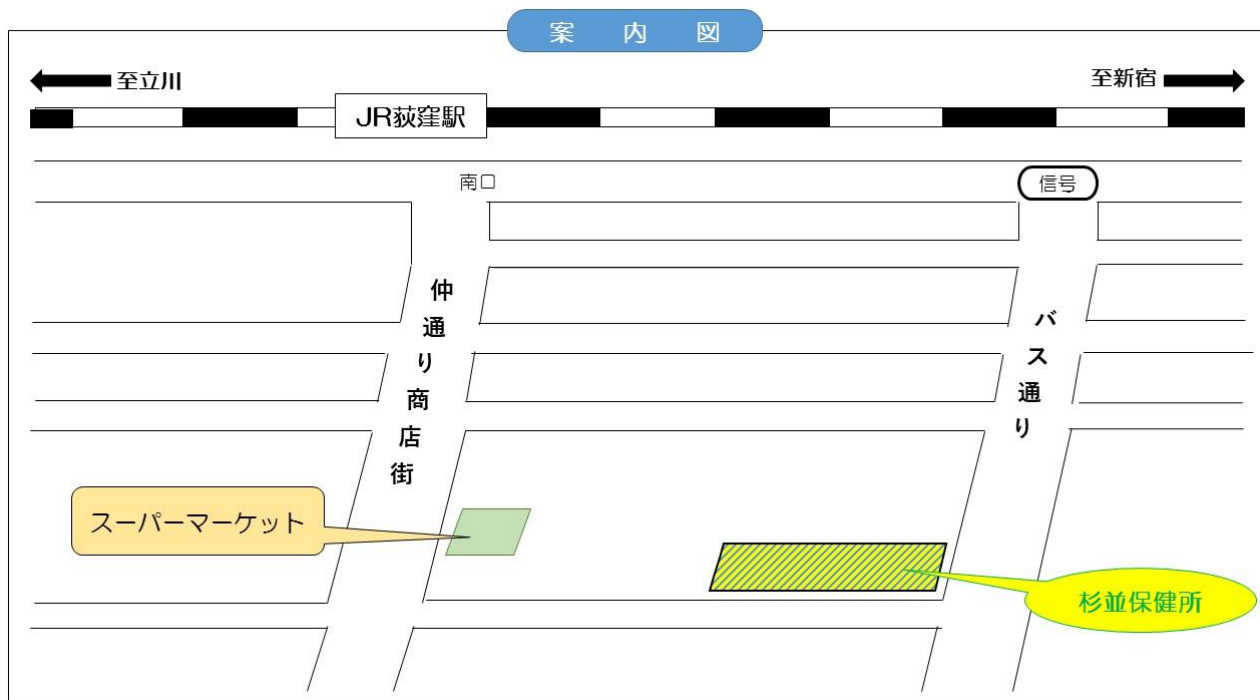 案 内 図
至立川
至新宿
JR荻窪駅
南口
信号
仲通り商店街
バス通り
スーパーマーケット
杉並保健所